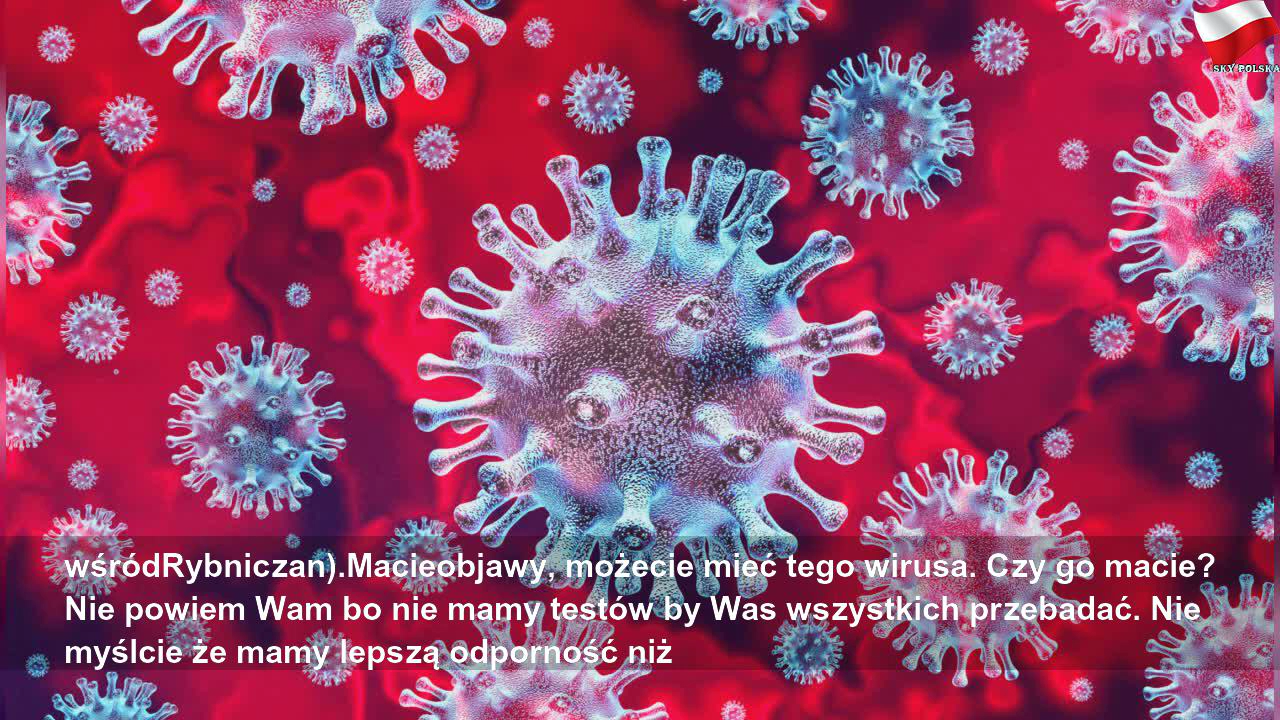 SKY POLSKA
wśródRybniczan).Macieobjawy, możecie mieć tego wirusa. Czy go macie?
Nie powiem Wam bo nie mamy testów by Was wszystkich przebadać. Nie
myślcie że mamy lepszą odporność niż